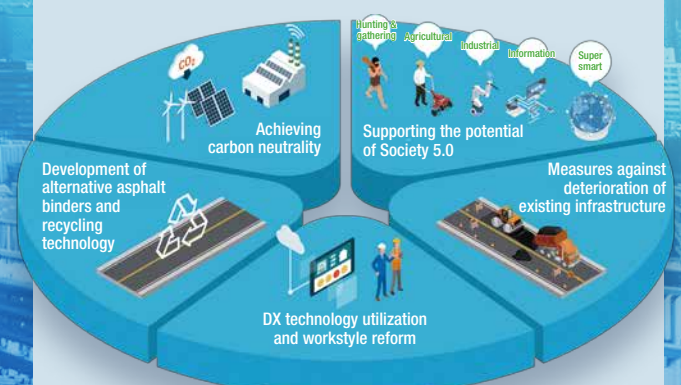 CO₂
Achieving
carbon neutrality
Hunting &
gathering
Agricultural
Industrial
Information
Super
smart
Supporting the potential
of Society 5.0
Development of
alternative asphalt
binders and
recycling
technology
Measures against
deterioration of
existing infrastructure
DX technology utilization
and workstyle reform